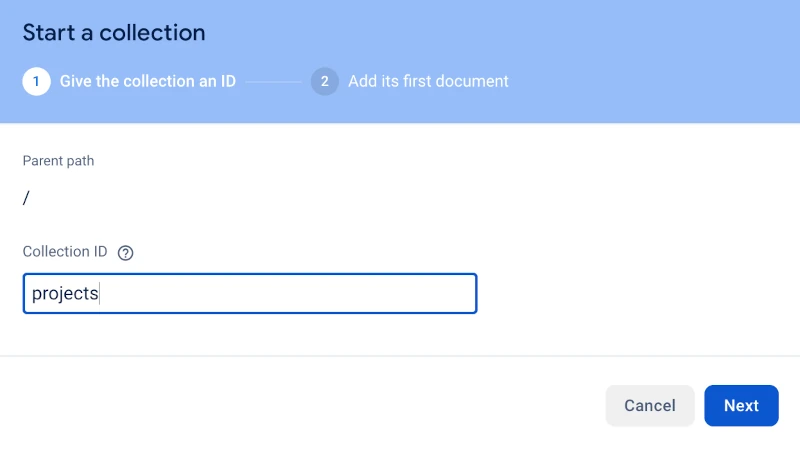 Start a collection
1 Give the collection an ID 2 Add its first document
Parent path
/
Collection ID ?
projects
Cancel Next